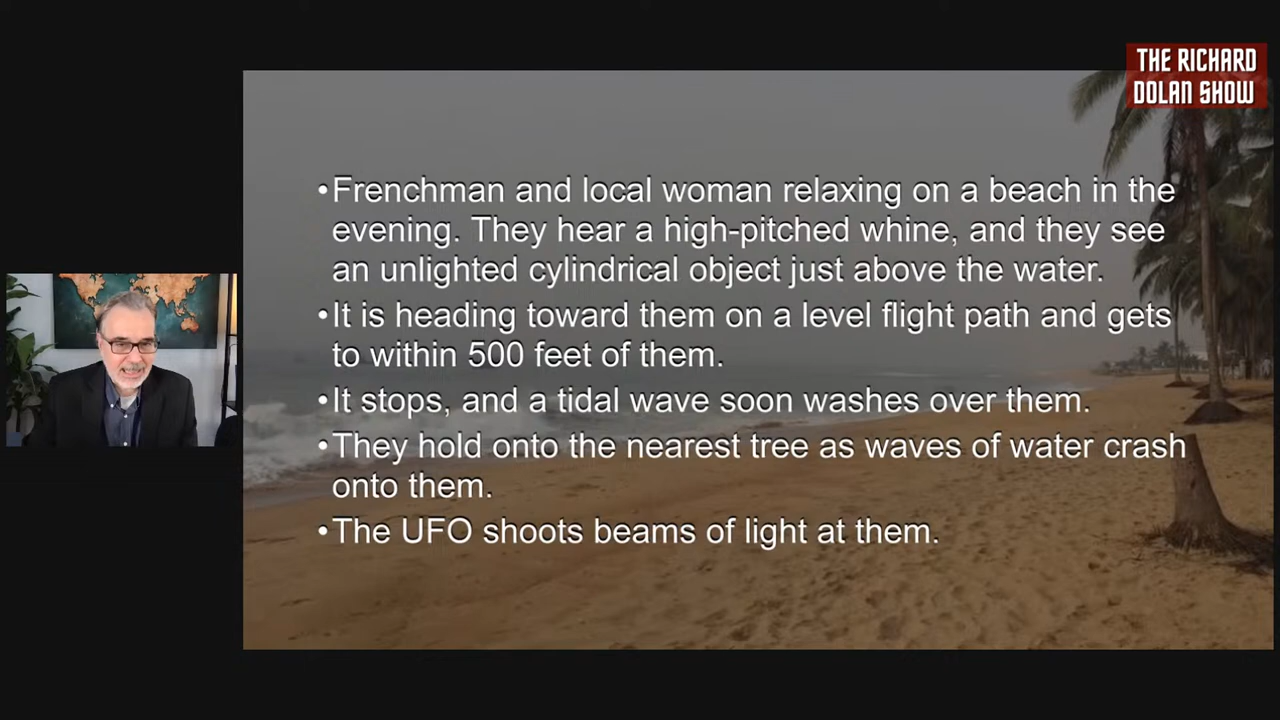 THE RICHARD
DOLAN SHOW
•Frenchman and local woman relaxing on a beach in the
evening. They hear a high-pitched whine, and they see
an unlighted cylindrical object just above the water.
•It is heading toward them on a level flight path and gets
to within 500 feet of them.
•It stops, and a tidal wave soon washes over them.
•They hold onto the nearest tree as waves of water crash
onto them.
•The UFO shoots beams of light at them.